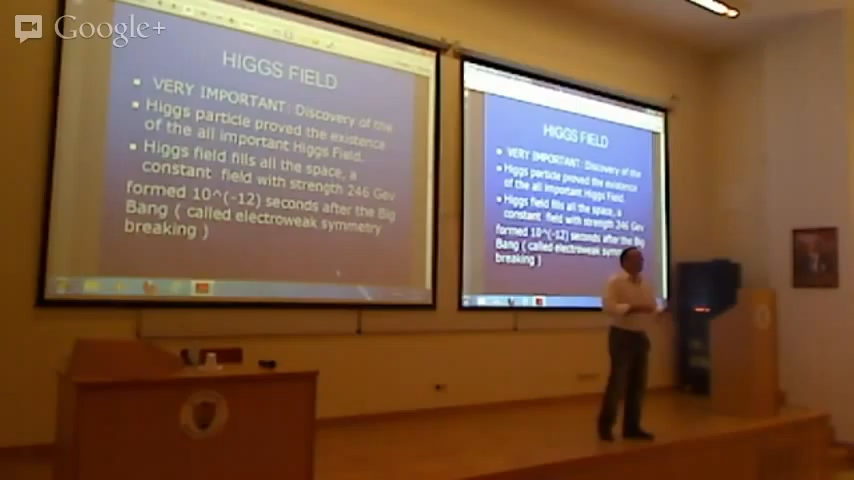 Google+
HIGGS FIELD
VERY IMPORTANT: Discovery of the
Higgs particle proved the existence
of the all important Higgs Field.
Higgs field fills all the space, a
constant field with strength 246 Gev
formed 10^(-12) seconds after the Big
Bang ( called electroweak symmetry
breaking )
HIGGS FIELD
VERY IMPORTANT: Discovery of the
Higgs particle proved the existence
of the all important Higgs Field.
Higgs field fills all the space, a
constant field with strength 246 Gev
formed 10^(-12) seconds after the Big
Bang ( called electroweak
breaking )